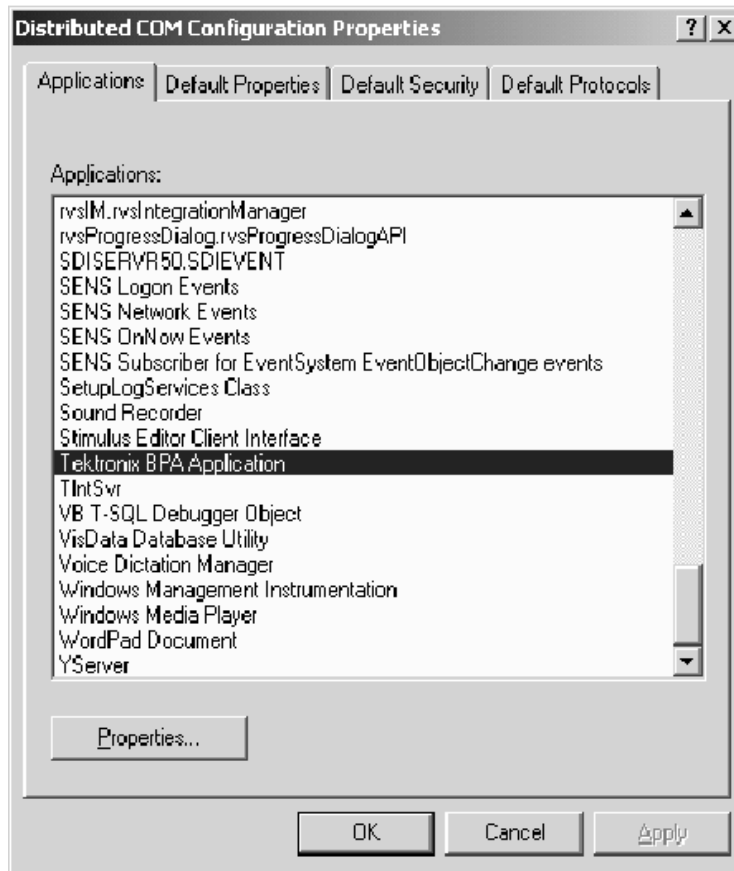 Distributed COM Configuration Properties
Applications
Default Properties
Default Security
Default Protocols
Applications:
rvsIM.rvsIntegrationManager
rvsProgressDialog.rvsProgressDialogAPI
SDISERVR50.SDIEVENT
SENS Logon Events
SENS Network Events
SENS OnNow Events
SENS Subscriber for EventSystem EventObjectChange events
SetupLogServices Class
Sound Recorder
Stimulus Editor Client Interface
Tektronix BPA Application
TIntSvr
VB T-SQL Debugger Object
VisData Database Utility
Voice Dictation Manager
Windows Management Instrumentation
Windows Media Player
WordPad Document
YServer
Properties...
OK
Cancel
Apply